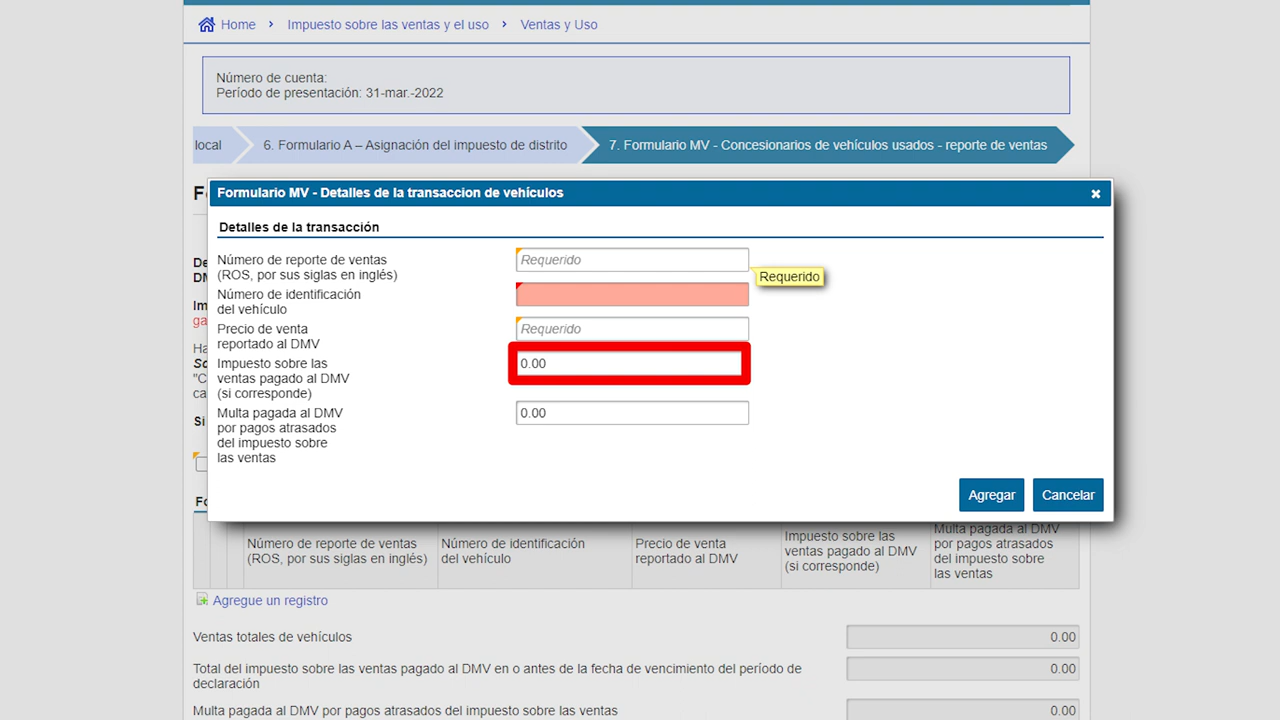 Home › Impuesto sobre las ventas y el uso › Ventas y Uso
Número de cuenta:
Período de presentación: 31-mar.-2022
local
6. Formulario A – Asignación del impuesto de distrito
7. Formulario MV - Concesionarios de vehículos usados - reporte de ventas
Formulario MV - Detalles de la transaccion de vehículos
Detalles de la transacción
Número de reporte de ventas
(ROS, por sus siglas en inglés)
Requerido
Requerido
Número de identificación
del vehículo
Precio de venta
reportado al DMV
Requerido
Impuesto sobre las
ventas pagado al DMV
(si corresponde)
0.00
Multa pagada al DMV
por pagos atrasados
del impuesto sobre
las ventas
0.00
Agregar
Cancelar
Si
Número de reporte de ventas
(ROS, por sus siglas en inglés)
Número de identificación
del vehículo
Precio de venta
reportado al DMV
Impuesto sobre las
ventas pagado al DMV
(si corresponde)
Multa pagada al DMV
por pagos atrasados
del impuesto sobre
las ventas
Agregue un registro
Ventas totales de vehículos
0.00
Total del impuesto sobre las ventas pagado al DMV en o antes de la fecha de vencimiento del período de
declaración
0.00
Multa pagada al DMV por pagos atrasados del impuesto sobre las ventas
0.00